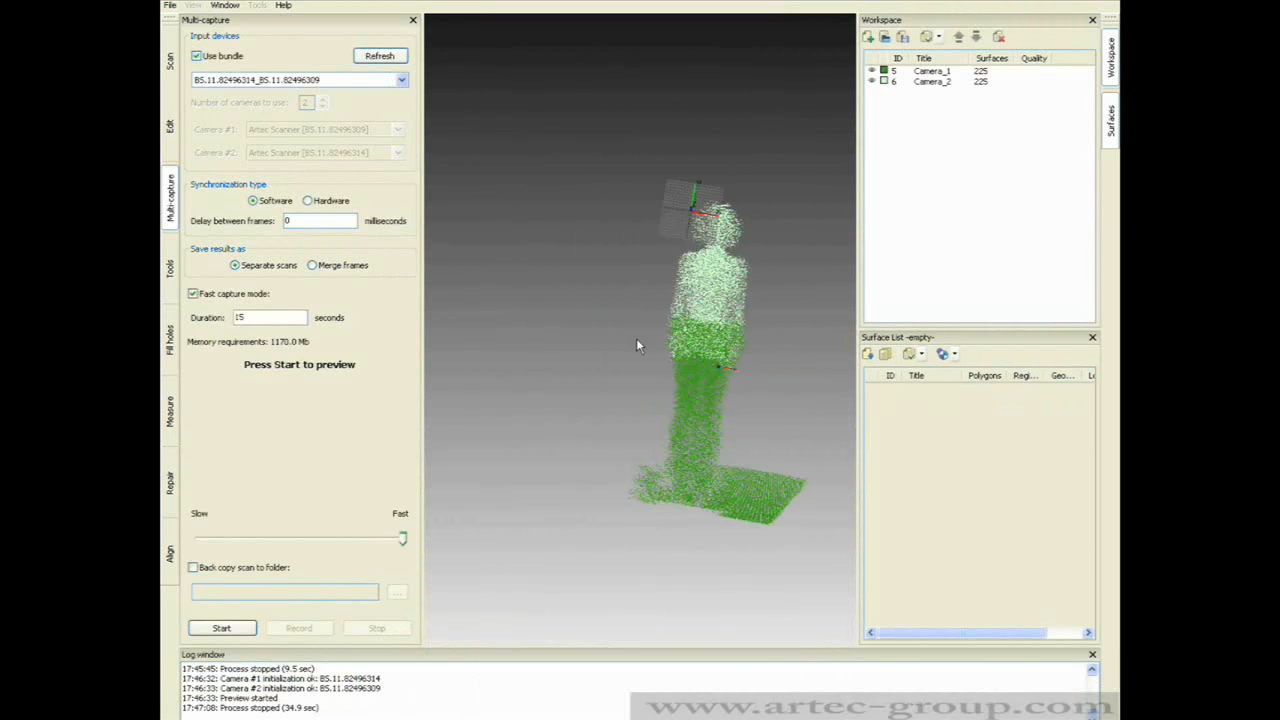 File View Window Tools Help
Multi-capture
Input devices
Use bundle Refresh
BS.11.82496314_BS.11.82496309
Number of cameras to use: 2
Camera #1: Artec Scanner [BS.11.82496309]
Camera #2: Artec Scanner [BS.11.82496314]
Synchronization type
Software Hardware
Delay between frames: 0 milliseconds
Save results as
Separate scans Merge frames
Fast capture mode:
Duration: 15 seconds
Memory requirements: 1170.0 Mb
Press Start to preview
Slow Fast
Back copy scan to folder:
...
Start Record Stop
Scan
Edit
Multi-capture
Tools
Fill holes
Measure
Repair
Align
Workspace
ID Title Surfaces Quality
5 Camera_1 225
6 Camera_2 225
Surface List -empty-
ID Title Polygons Regi... Geo...
Workspace
Surfaces
Log window
17:45:45: Process stopped (9.5 sec)
17:46:32: Camera #1 initialization ok: BS.11.82496314
17:46:33: Camera #2 initialization ok: BS.11.82496309
17:46:33: Preview started
17:47:08: Process stopped (34.9 sec)
www.artec-group.com